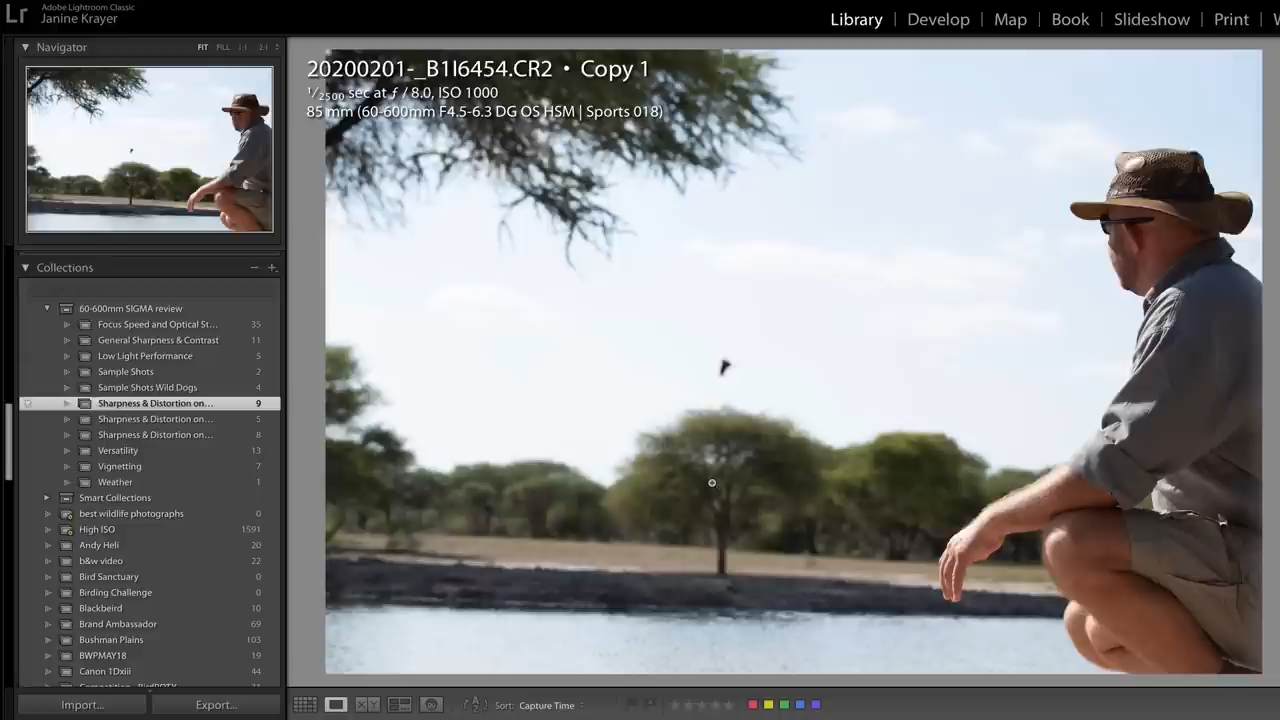 Lr
Adobe Lightroom Classic
Janine Krayer
Library | Develop | Map | Book | Slideshow | Print |
Navigator
FIT FILL 1:1 2:1
20200201-_B1I6454.CR2 • Copy 1
1/2500 sec at ƒ / 8.0, ISO 1000
85 mm (60-600mm F4.5-6.3 DG OS HSM | Sports 018)
Collections
60-600mm SIGMA review
Focus Speed and Optical St... 35
General Sharpness & Contrast 11
Low Light Performance 5
Sample Shots 2
Sample Shots Wild Dogs 4
Sharpness & Distortion on... 9
Sharpness & Distortion on... 5
Sharpness & Distortion on... 8
Versatility 13
Vignetting 7
Weather 1
Smart Collections
best wildlife photographs 0
High ISO 1591
Andy Heli 20
b&w video 22
Bird Sanctuary 0
Birding Challenge 0
Blackbeird 10
Brand Ambassador 69
Bushman Plains 103
BWPMAY18 19
Canon 1Dxiii 44
Import...
Export...
XY
Sort: Capture Time